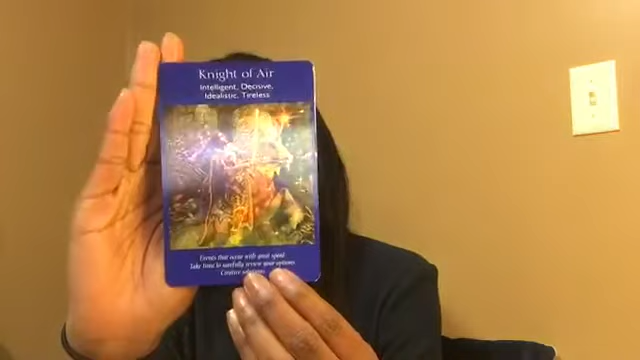 Knight of Air
Intelligent, Decisive,
Idealistic, Tireless
Events that occur with great speed
Take time to carefully review your options
Creative solutions